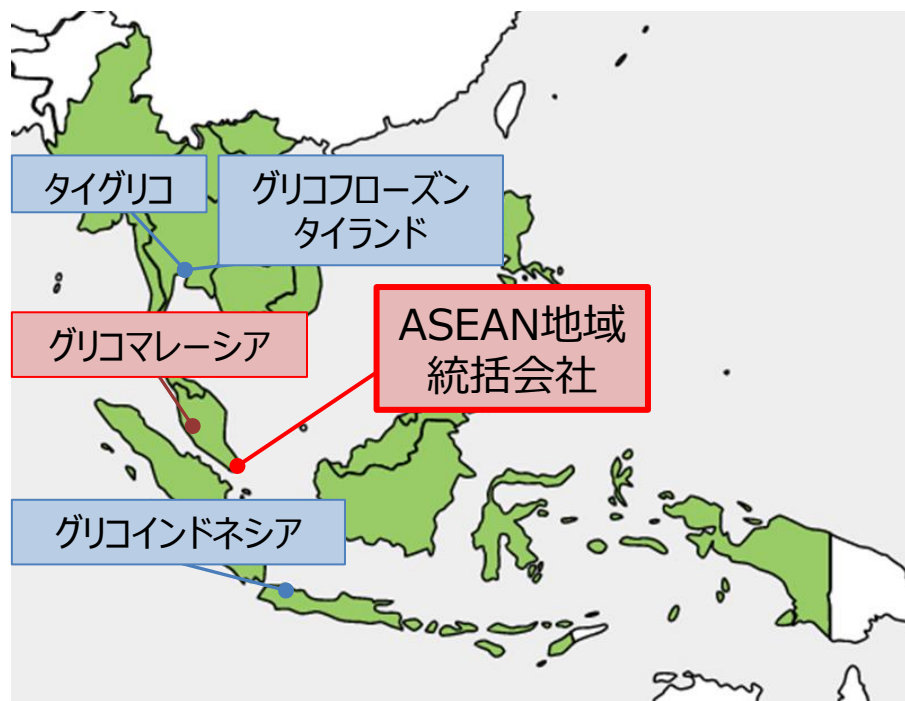 タイグリコ
グリコフローズン
タイランド
ASEAN地域
統括会社
グリコマレーシア
グリコインドネシア